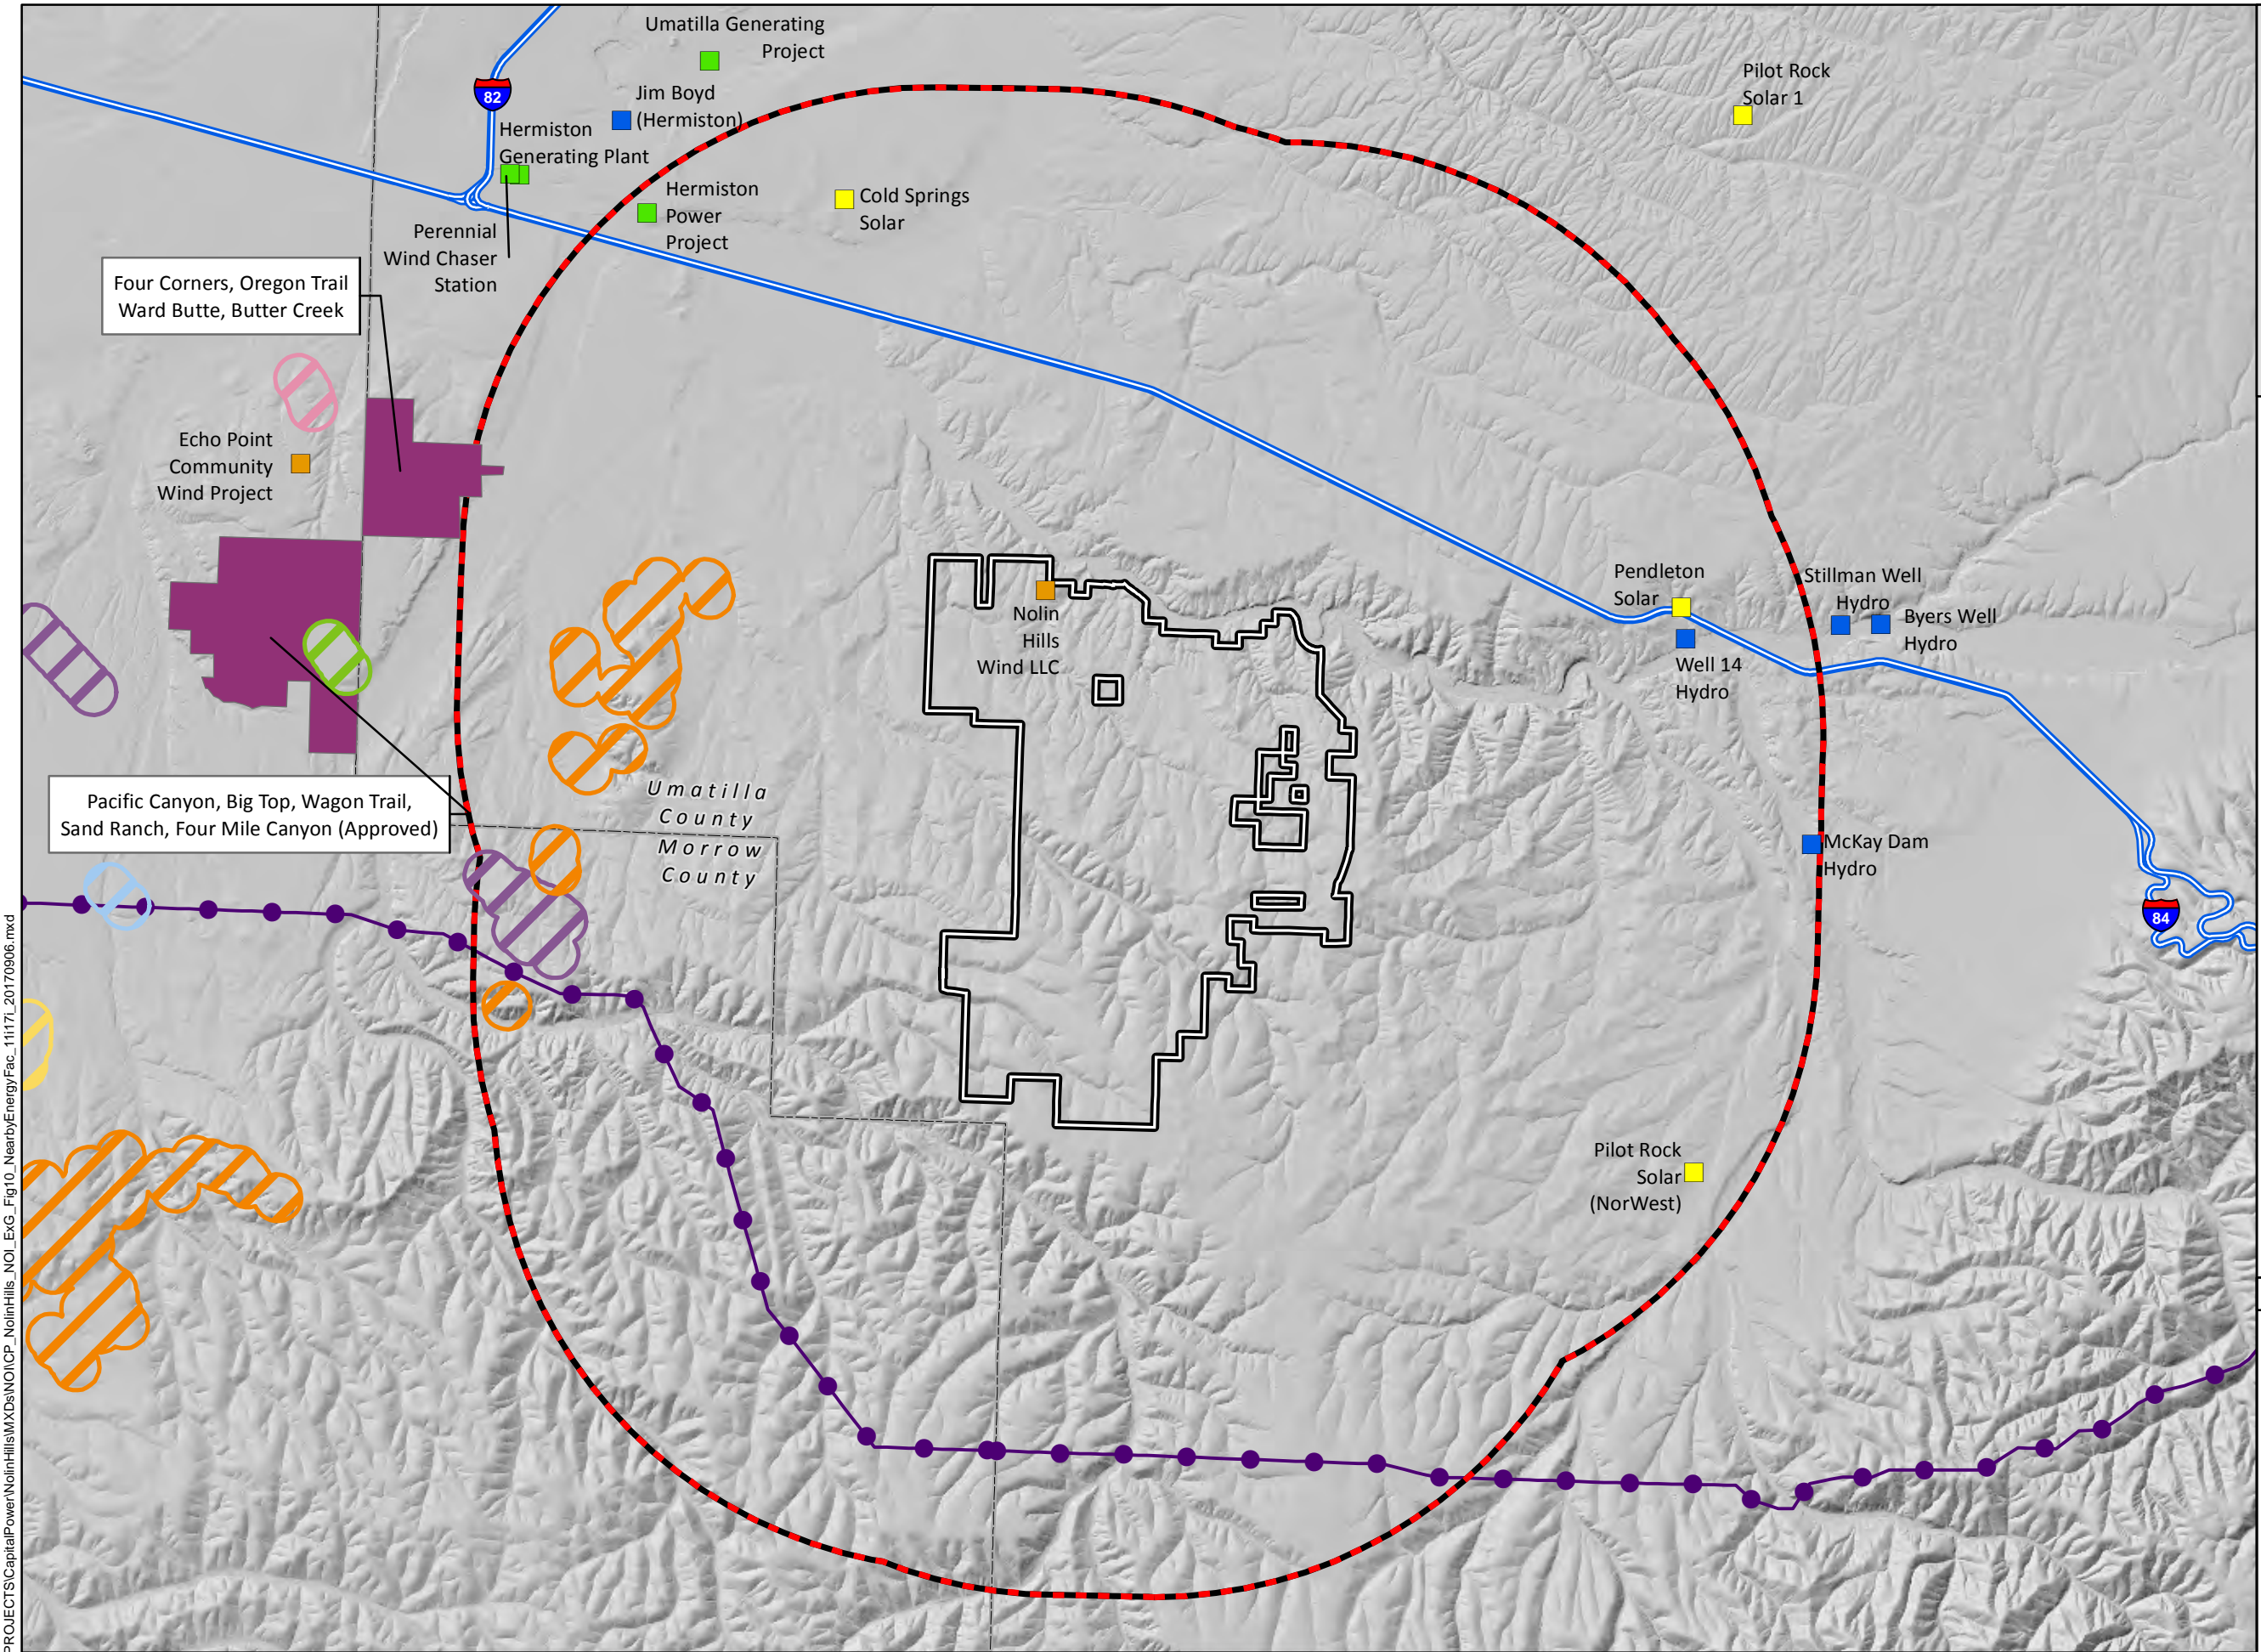 Umatilla Generating
Project
82
Jim Boyd
(Hermiston)
Hermiston
Generating Plant
Pilot Rock
Solar 1
Hermiston
Power
Project
Cold Springs
Solar
Perennial
Wind Chaser
Station
Four Corners, Oregon Trail
Ward Butte, Butter Creek
Echo Point
Community
Wind Project
Nolin
Hills
Wind LLC
Pendleton
Solar
Stillman Well
Hydro
Byers Well
Hydro
Well 14
Hydro
Pacific Canyon, Big Top, Wagon Trail,
Sand Ranch, Four Mile Canyon (Approved)
Umatilla
County
Morrow
County
McKay Dam
Hydro
84
Pilot Rock
Solar
(NorWest)
PROJECTS\CapitalPower\NolinHills\MXDs\NOI\CP_NolinHills_NOI_ExG_Fig10_NearbyEnergyFac_11i17i_20170906.mxd